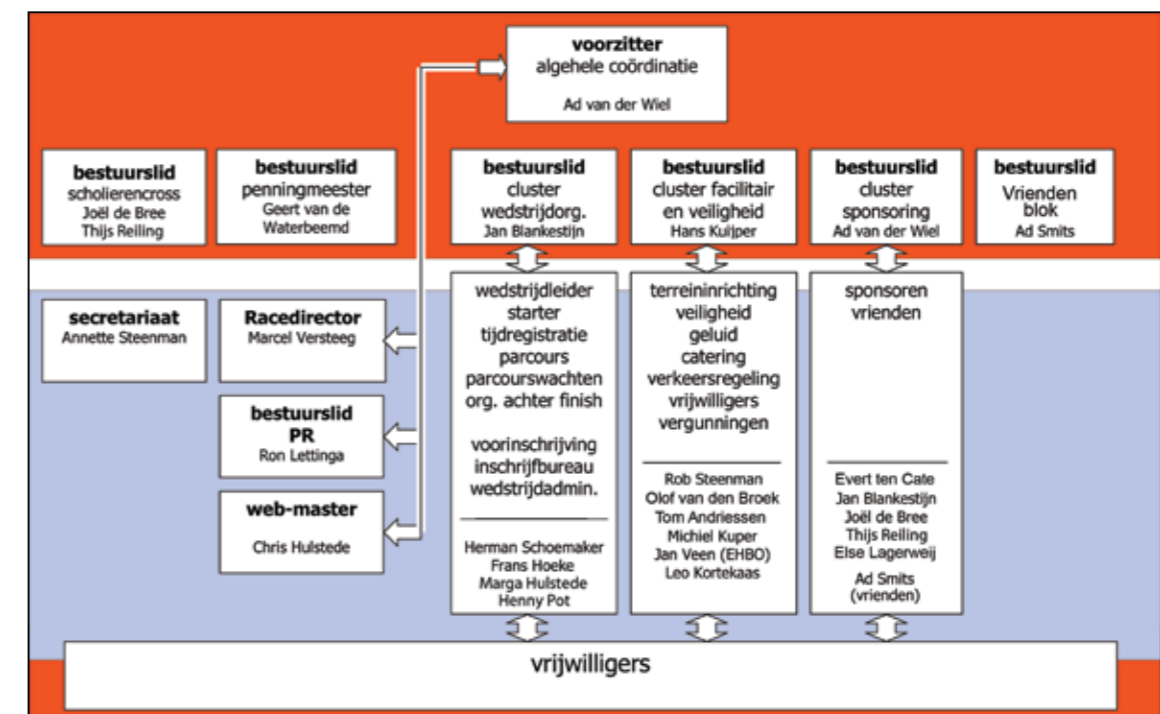 voorzitter
algehele coördinatie
Ad van der Wiel
bestuurslid
scholierencross
Joël de Bree
Thijs Reiling
bestuurslid
penningmeester
Geert van de
Waterbeemd
bestuurslid
cluster
wedstrijdorg.
Jan Blankestijn
bestuurslid
cluster facilitair
en veiligheid
Hans Kuijper
bestuurslid
cluster
sponsoring
Ad van der Wiel
bestuurslid
Vrienden
blok
Ad Smits
secretariaat
Annette Steenman
Racedirector
Marcel Versteeg
bestuurslid
PR
Ron Lettinga
web-master
Chris Hulstede
wedstrijdleider
starter
tijdregistratie
parcours
parcourswachten
org. achter finish
voorinschrijving
inschrijfbureau
wedstrijdadmin.
Herman Schoemaker
Frans Hoeke
Marga Hulstede
Henny Pot
terreininrichting
veiligheid
geluid
catering
verkeersregeling
vrijwilligers
vergunningen
Rob Steenman
Olof van den Broek
Tom Andriessen
Michiel Kuper
Jan Veen (EHBO)
Leo Kortekaas
sponsoren
vrienden
Evert ten Cate
Jan Blankestijn
Joël de Bree
Thijs Reiling
Else Lagerweij
Ad Smits
(vrienden)
vrijwilligers